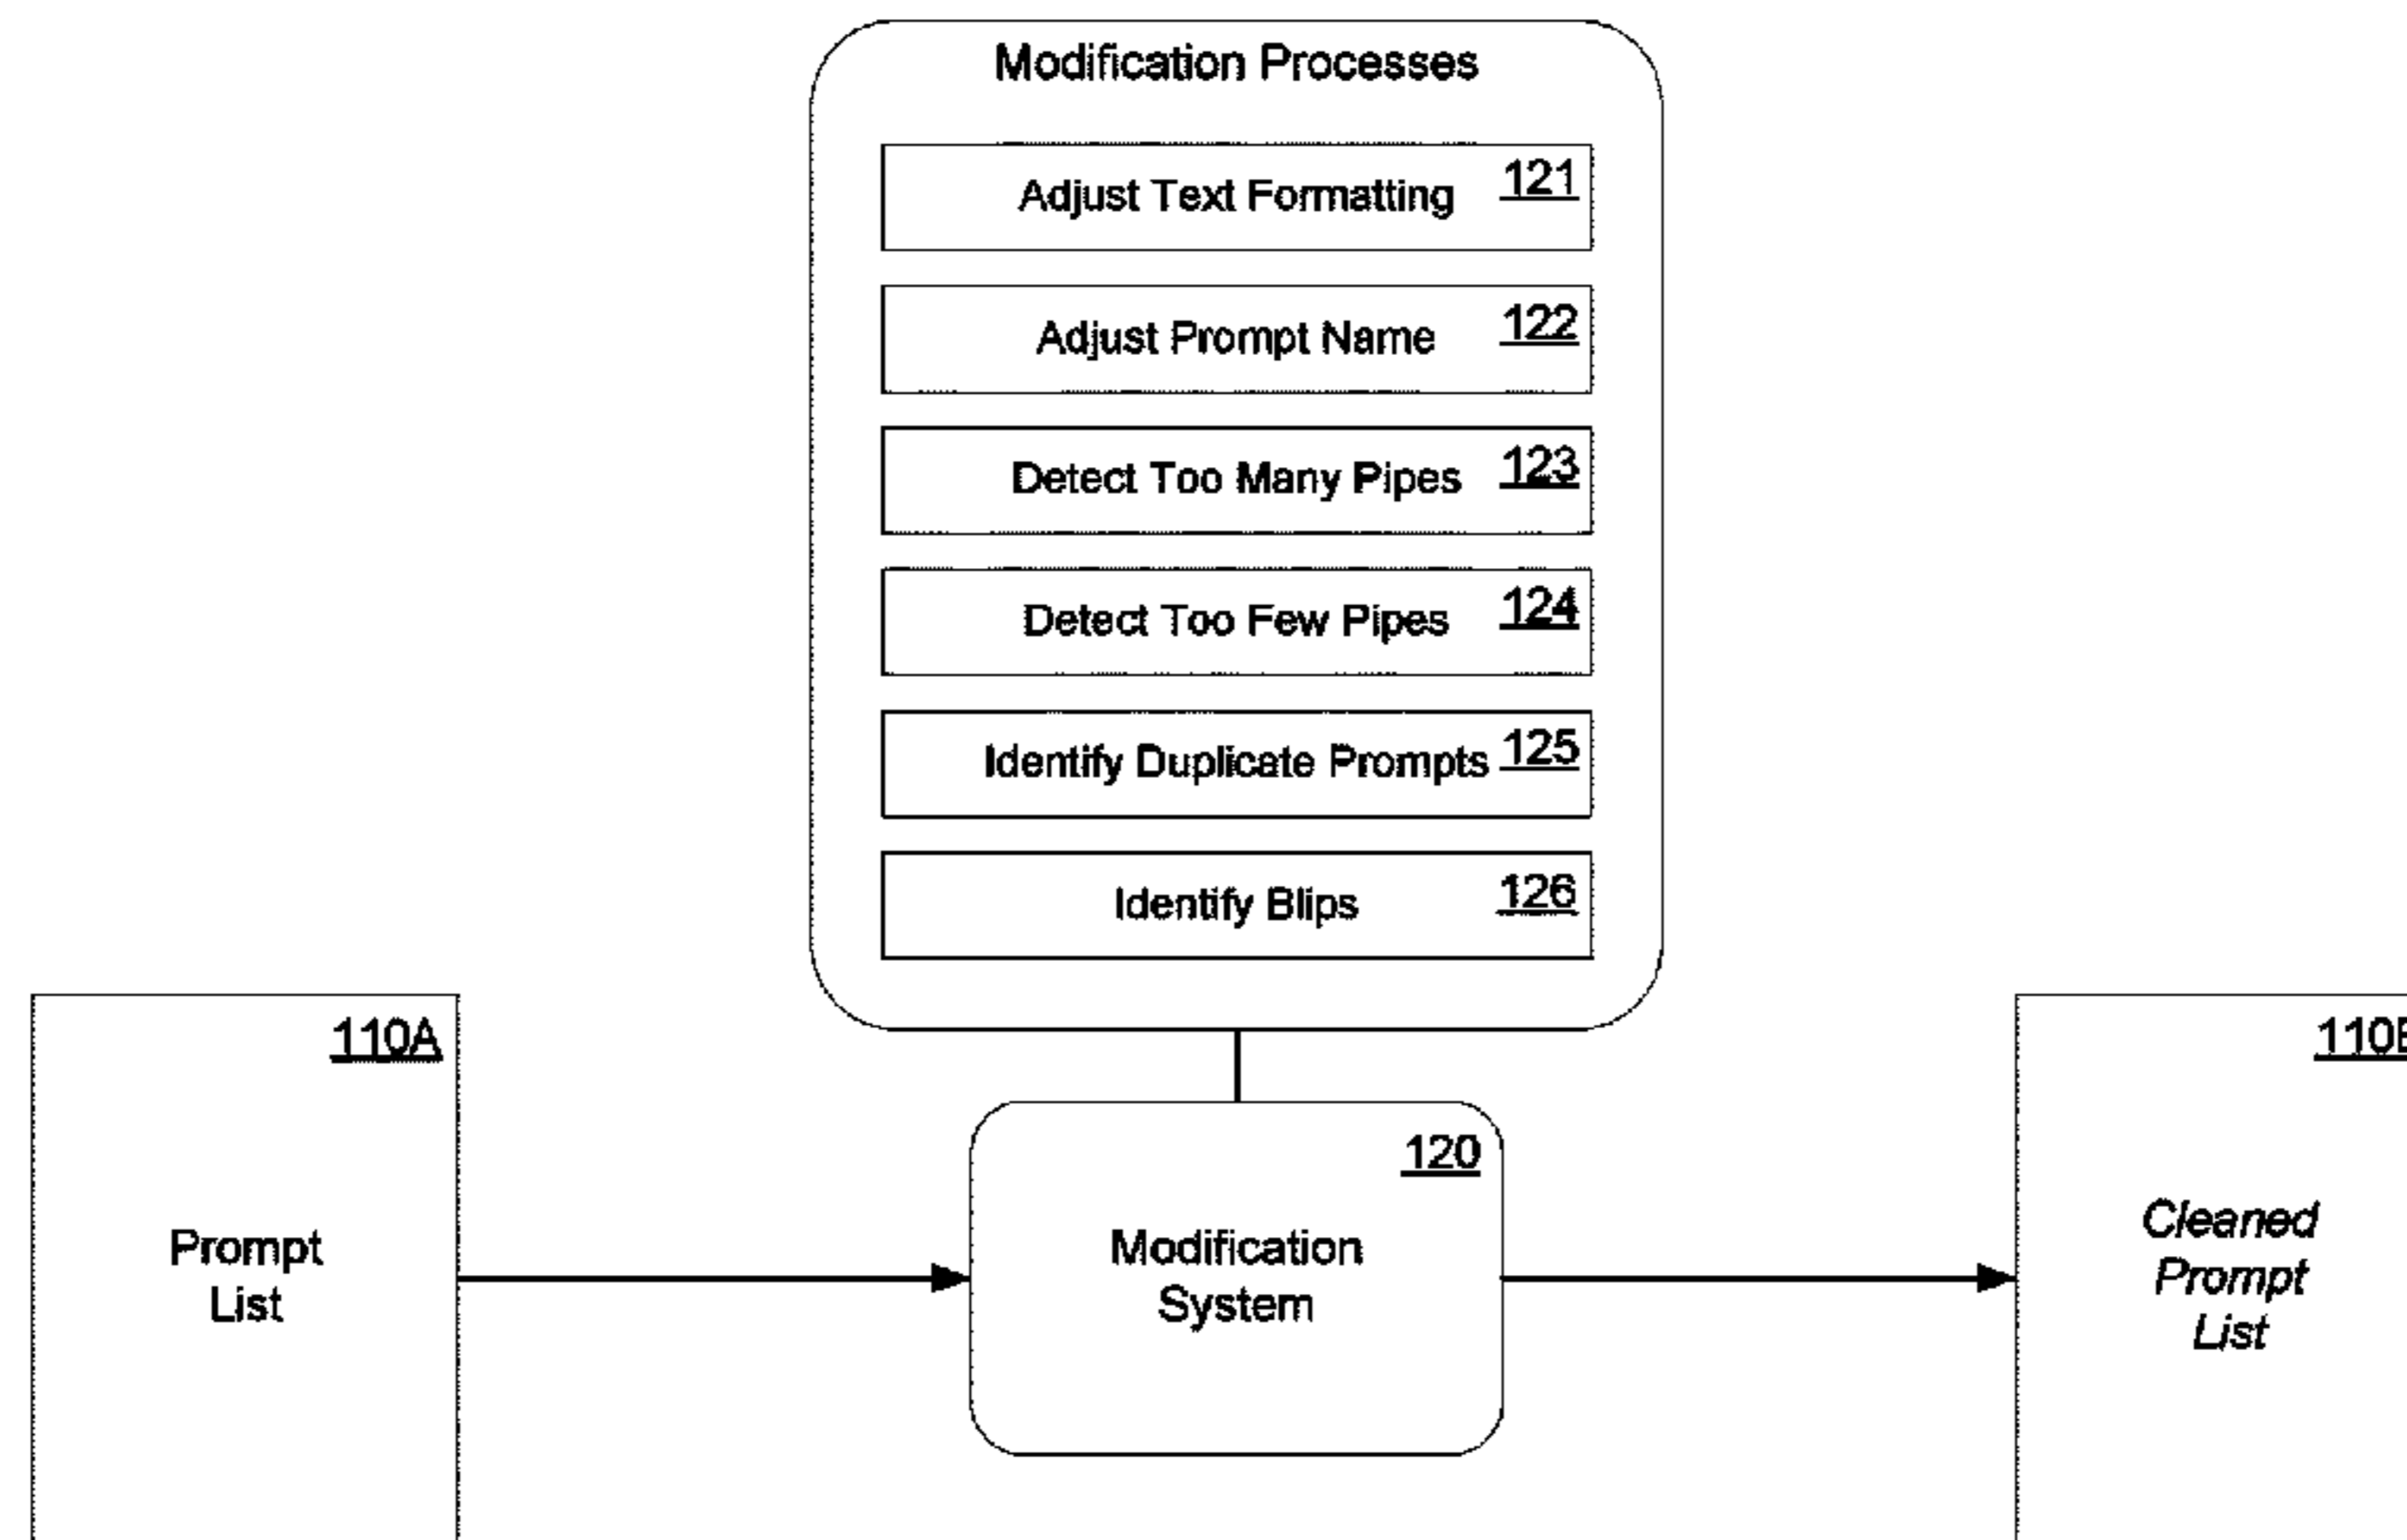 Modification Processes
Adjust Text Formatting 121
Adjust Prompt Name 122
Detect Too Many Pipes 123
Detect Too Few Pipes 124
Identify Duplicate Prompts 125
Identify Blips 126
110A
Prompt
List
120
Modification
System
Cleaned
Prompt
List